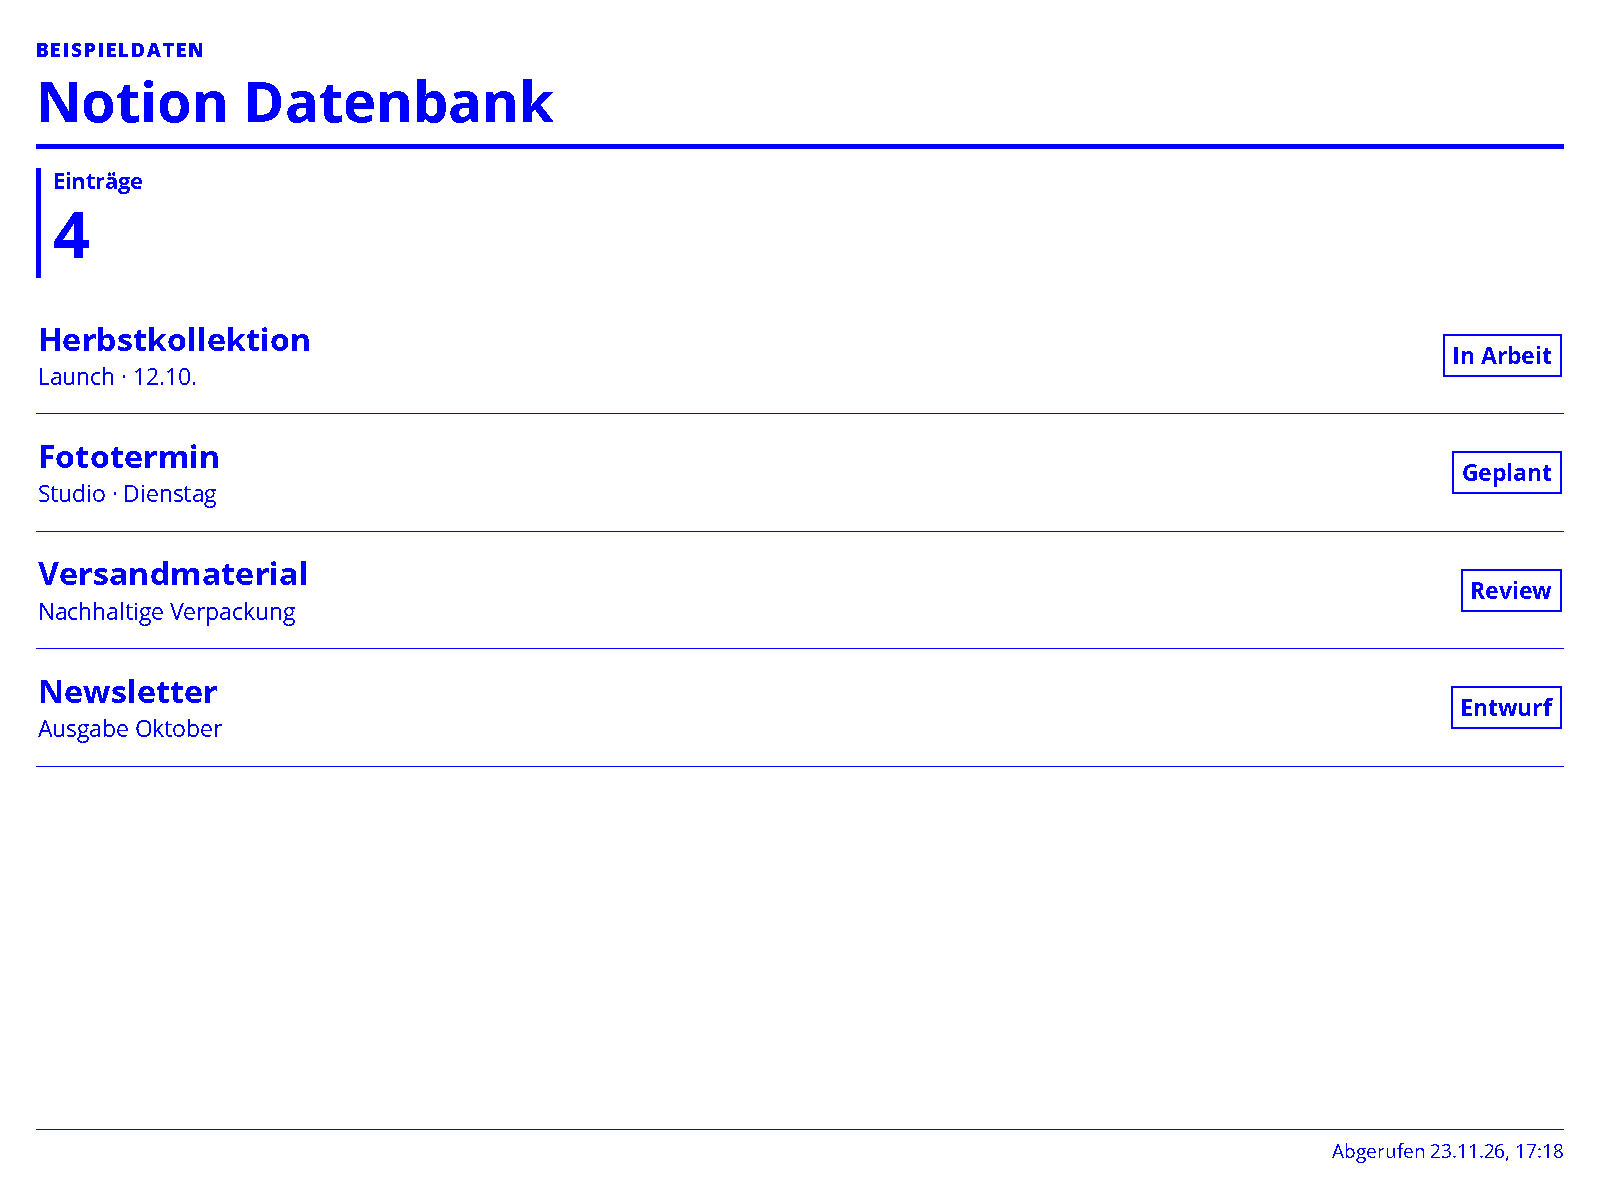 BEISPIELDATEN
Notion Datenbank
Einträge
4
Herbstkollektion
Launch · 12.10.
In Arbeit
Fototermin
Studio · Dienstag
Geplant
Versandmaterial
Nachhaltige Verpackung
Review
Newsletter
Ausgabe Oktober
Entwurf
Abgerufen 23.11.26, 17:18